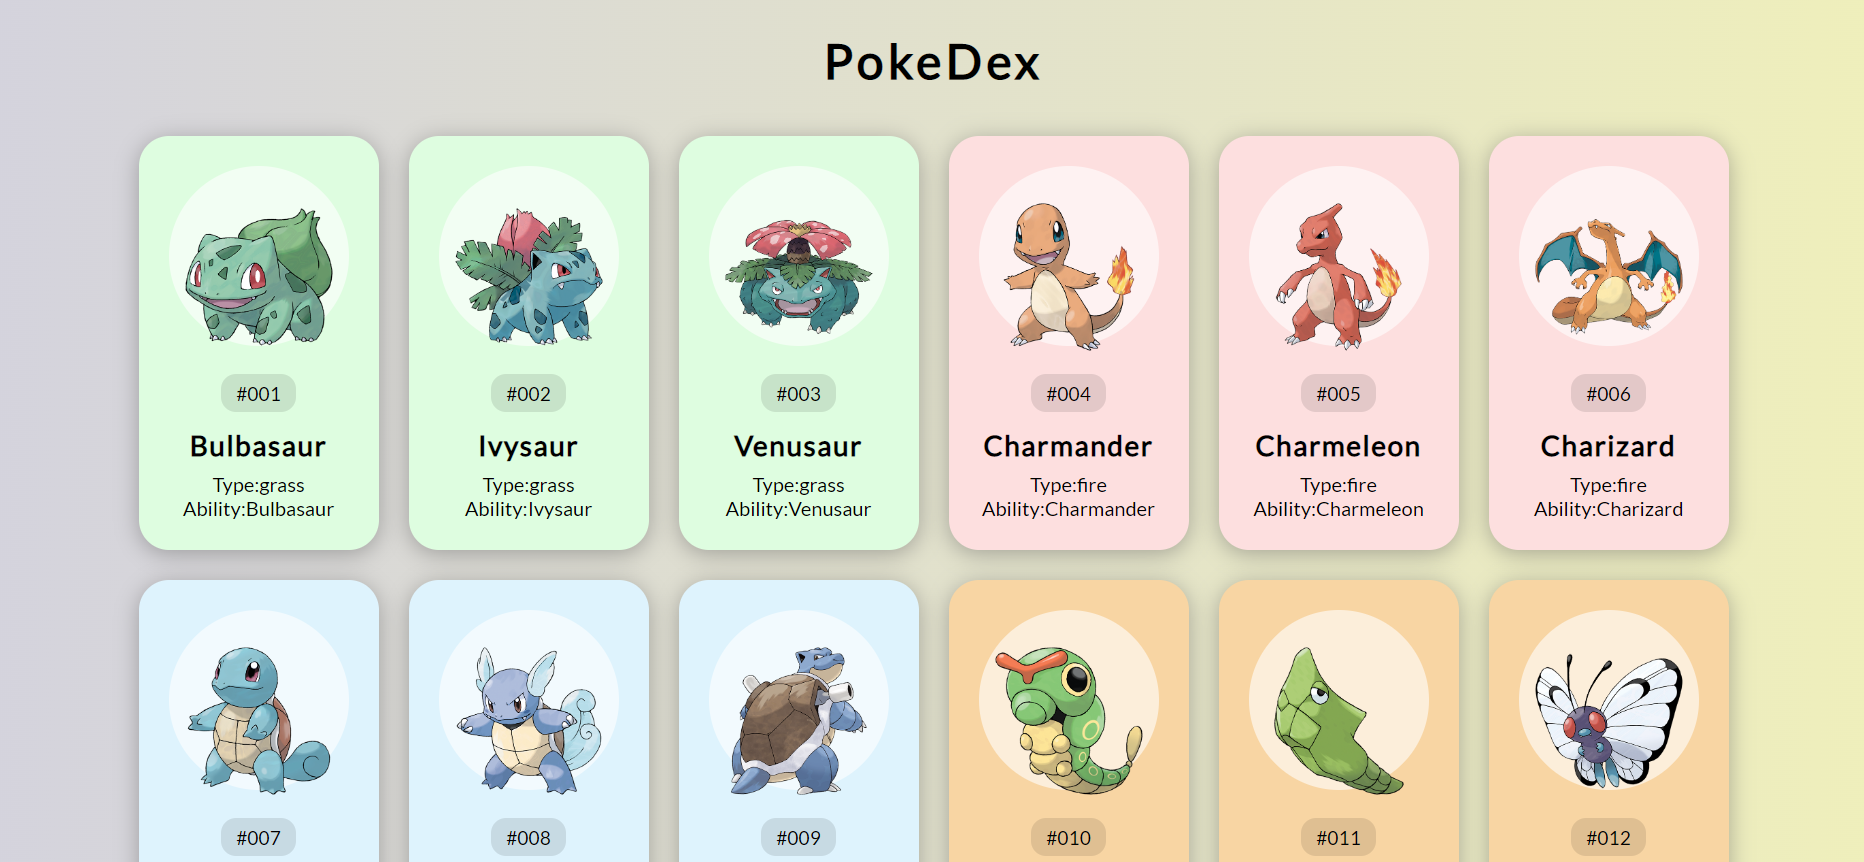 PokeDex
#001
Bulbasaur
Type:grass
Ability:Bulbasaur
#002
Ivysaur
Type:grass
Ability:Ivysaur
#003
Venusaur
Type:grass
Ability:Venusaur
#004
Charmander
Type:fire
Ability:Charmander
#005
Charmeleon
Type:fire
Ability:Charmeleon
#006
Charizard
Type:fire
Ability:Charizard
#007
#008
#009
#010
#011
#012